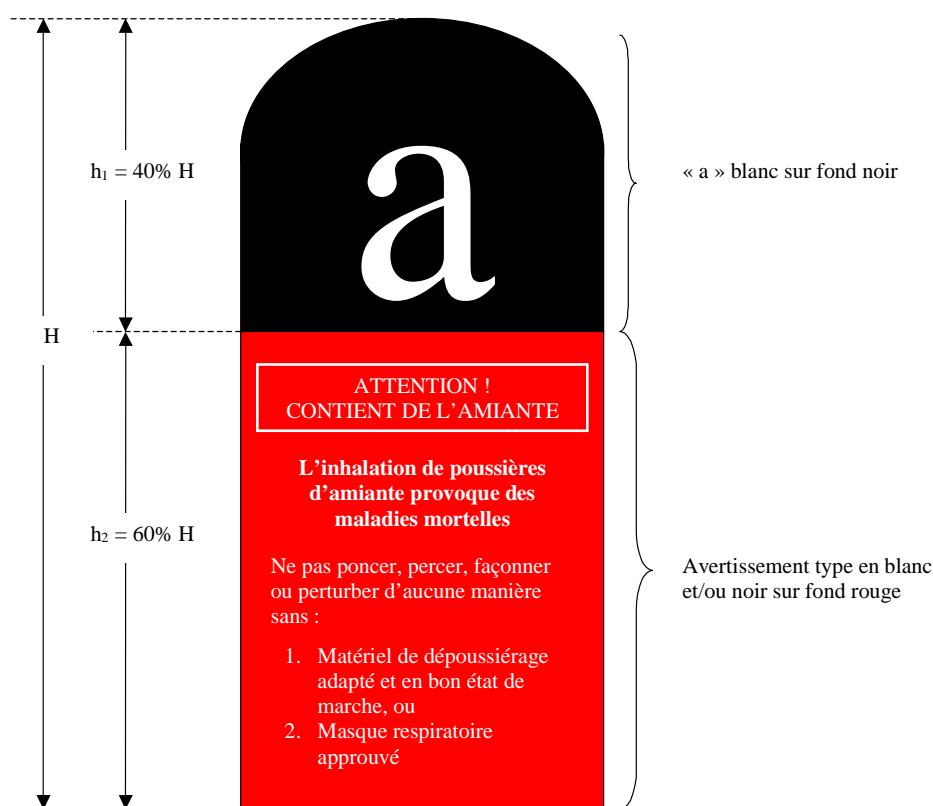 h₁ = 40% H
« a » blanc sur fond noir
a
H
ATTENTION !
CONTIENT DE L’AMIANTE
L’inhalation de poussières
d’amiante provoque des
maladies mortelles
h₂ = 60% H
Ne pas poncer, percer, façonner
ou perturber d’aucune manière
sans :
Avertissement type en blanc
et/ou noir sur fond rouge
1. Matériel de dépoussiérage
adapté et en bon état de
marche, ou
2. Masque respiratoire
approuvé